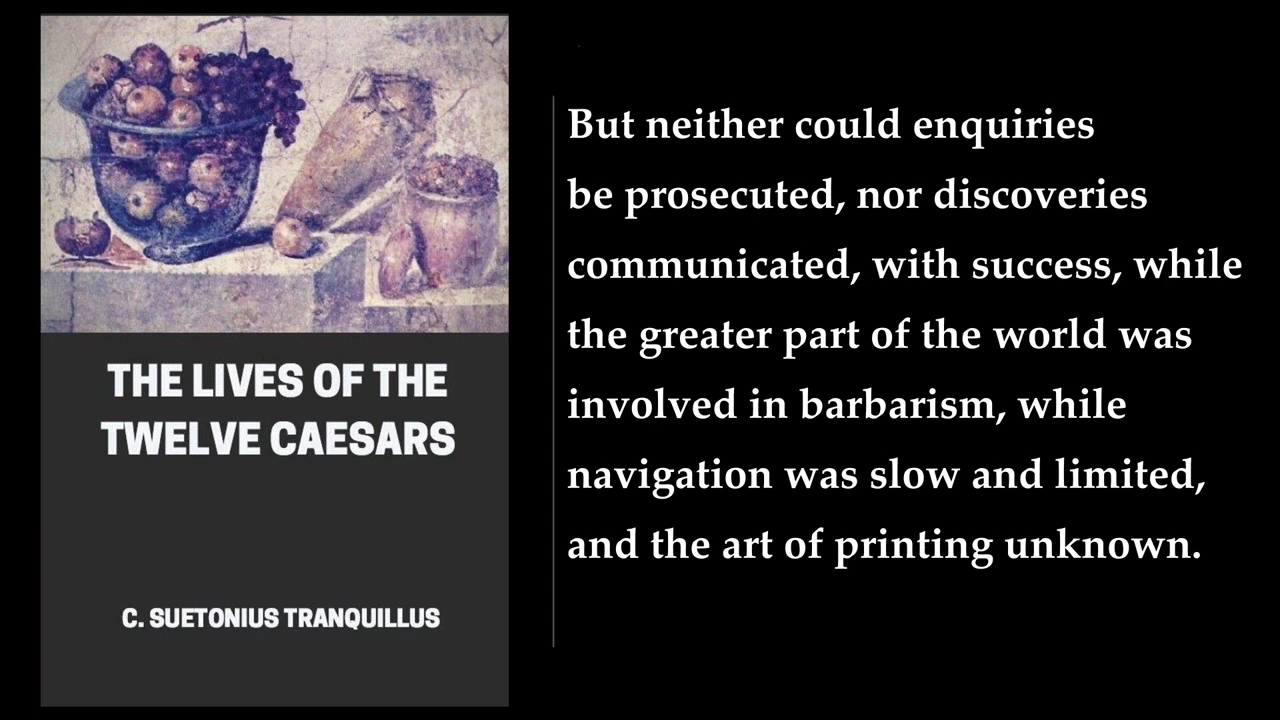 THE LIVES OF THE
TWELVE CAESARS
C. SUETONIUS TRANQUILLUS
But neither could enquiries
be prosecuted, nor discoveries
communicated, with success, while
the greater part of the world was
involved in barbarism, while
navigation was slow and limited,
and the art of printing unknown.